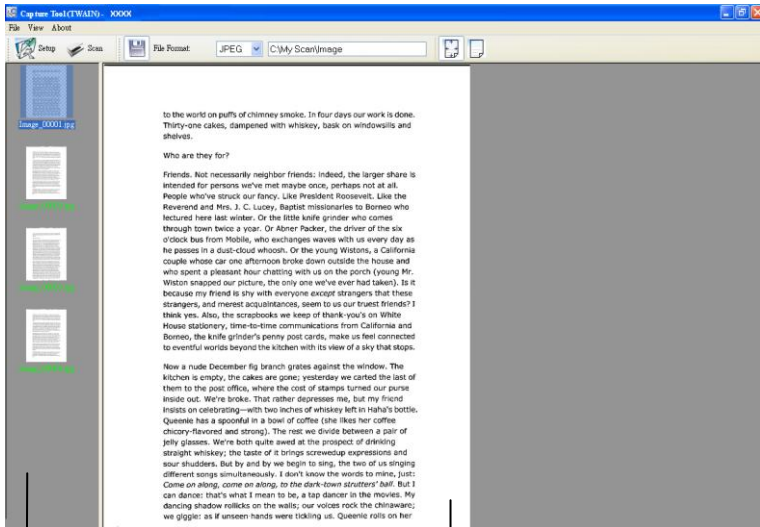 Capture Tool (TWAIN) - XXXX
File View About
Setup Scan File Format: JPEG C:\My Scan\Image
Image_00001.jpg
to the world on puffs of chimney smoke. In four days our work is done.
Thirty-one cakes, dampened with whiskey, bask on windowsills and
shelves.
Who are they for?
Friends. Not necessarily neighbor friends: indeed, the larger share is
intended for persons we've met maybe once, perhaps not at all.
People who've struck our fancy. Like President Roosevelt. Like the
Reverend and Mrs. J. C. Lucey, Baptist missionaries to Borneo who
lectured here last winter. Or the little knife grinder who comes
through town twice a year. Or Abner Packer, the driver of the six
o'clock bus from Mobile, who exchanges waves with us every day as
he passes in a dust-cloud whoosh. Or the young Wistons, a California
couple whose car one afternoon broke down outside the house and
who spent a pleasant hour chatting with us on the porch (young Mr.
Wiston snapped our picture, the only one we've ever had taken). Is it
because my friend is shy with everyone except strangers that these
strangers, and merest acquaintances, seem to us our truest friends? I
think yes. Also, the scrapbooks we keep of thank-you's on White
House stationery, time-to-time communications from California and
Borneo, the knife grinder's penny post cards, make us feel connected
to eventful worlds beyond the kitchen with its view of a sky that stops.
Now a nude December fig branch grates against the window. The
kitchen is empty, the cakes are gone; yesterday we carted the last of
them to the post office, where the cost of stamps turned our purse
inside out. We're broke. That rather depresses me, but my friend
insists on celebrating—with two inches of whiskey left in Haha's bottle.
Queenie has a spoonful in a bowl of coffee (she likes her coffee
chicory-flavored and strong). The rest we divide between a pair of
jelly glasses. We're both quite awed at the prospect of drinking
straight whiskey; the taste of it brings screwedup expressions and
sour shudders. But by and by we begin to sing, the two of us singing
different songs simultaneously. I don't know the words to mine, just:
Come on along, come on along, to the dark-town strutters' ball. But I
can dance: that's what I mean to be, a tap dancer in the movies. My
dancing shadow rollicks on the walls; our voices rock the chinaware;
we giggle: as if unseen hands were tickling us. Queenie rolls on her